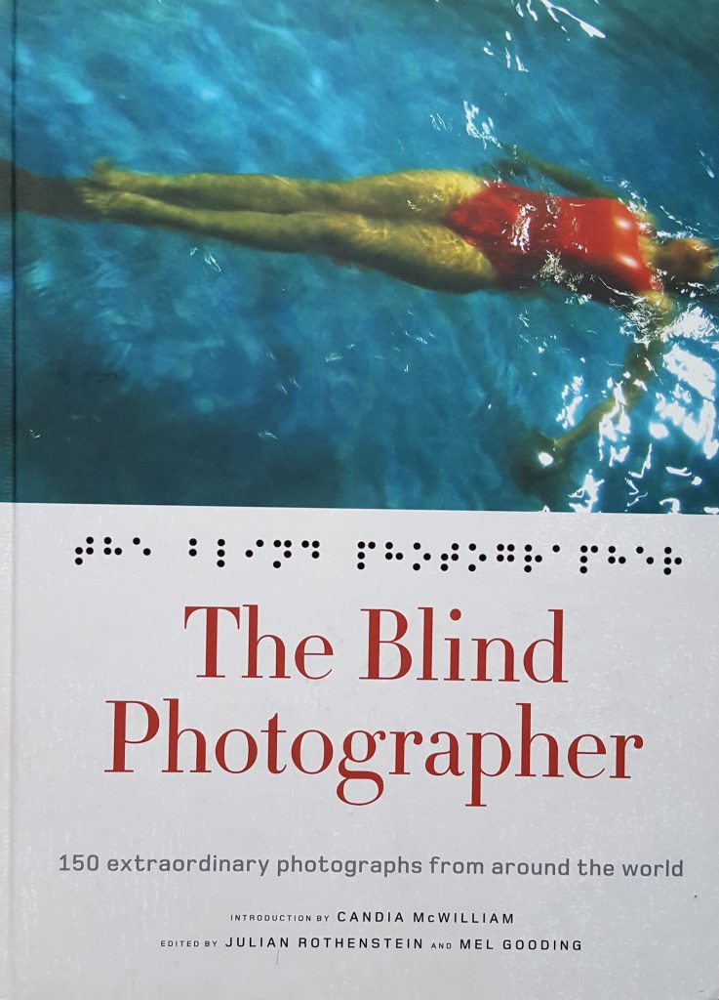 ⠞⠓⠑ ⠃⠇⠊⠝⠙ ⠏⠓⠕⠞⠕⠛⠗⠁⠏⠓⠑⠗
The Blind
Photographer
150 extraordinary photographs from around the world
INTRODUCTION BY CANDIA McWILLIAM
EDITED BY JULIAN ROTHENSTEIN AND MEL GOODING